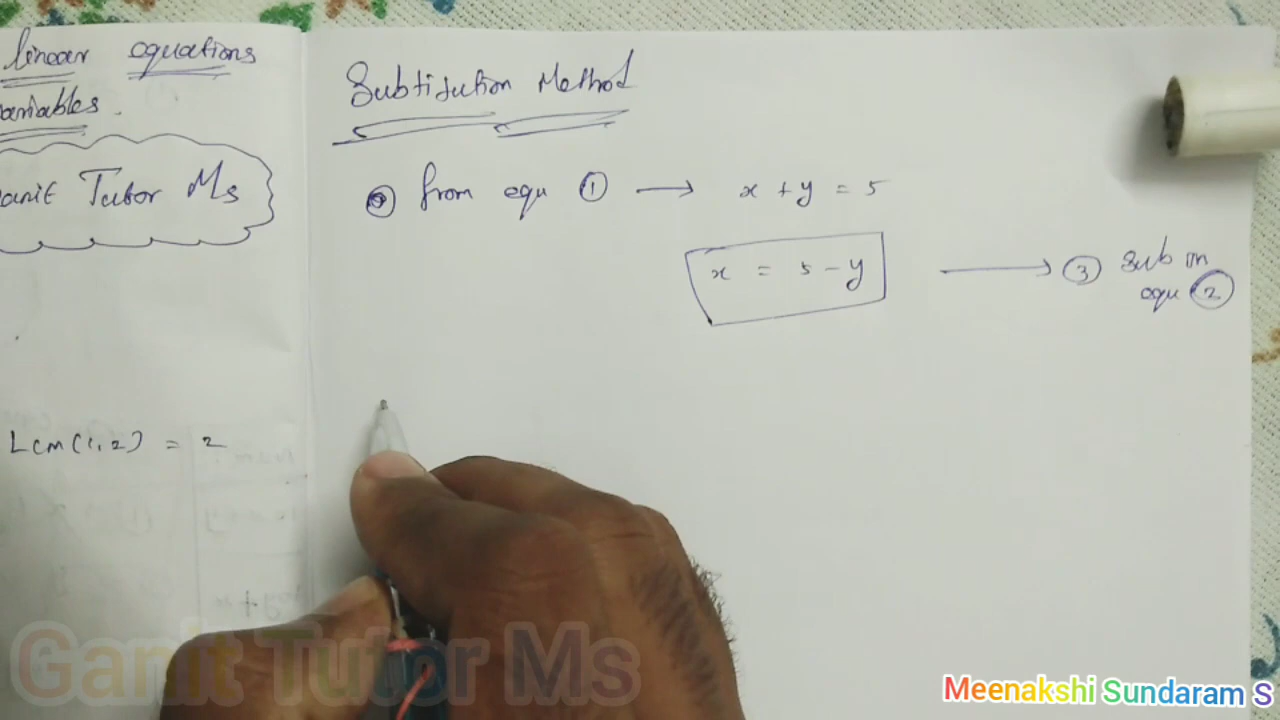 linear equations
variables.
Ganit Tutor Ms
Lcm(1,2) = 2
Subtitution Method
from equ ① → x + y = 5
x = 5 - y → ③ Sub in
equ ②
Ganit Tutor Ms
Meenakshi Sundaram S